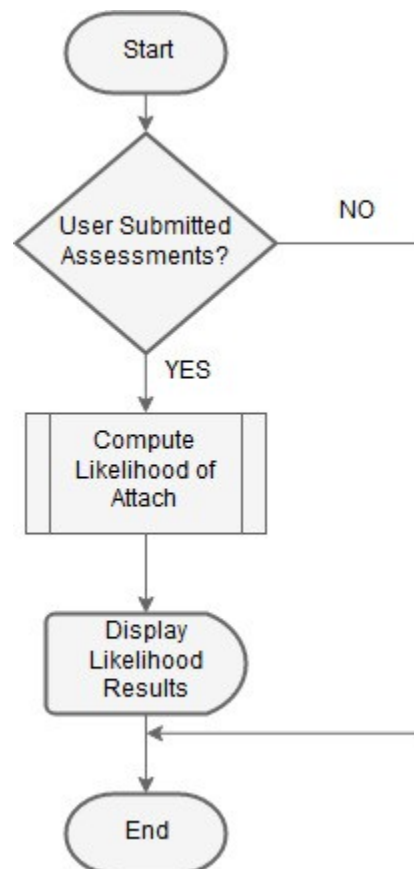 Start
User Submitted
Assessments?
NO
YES
Compute
Likelihood of
Attach
Display
Likelihood
Results
End